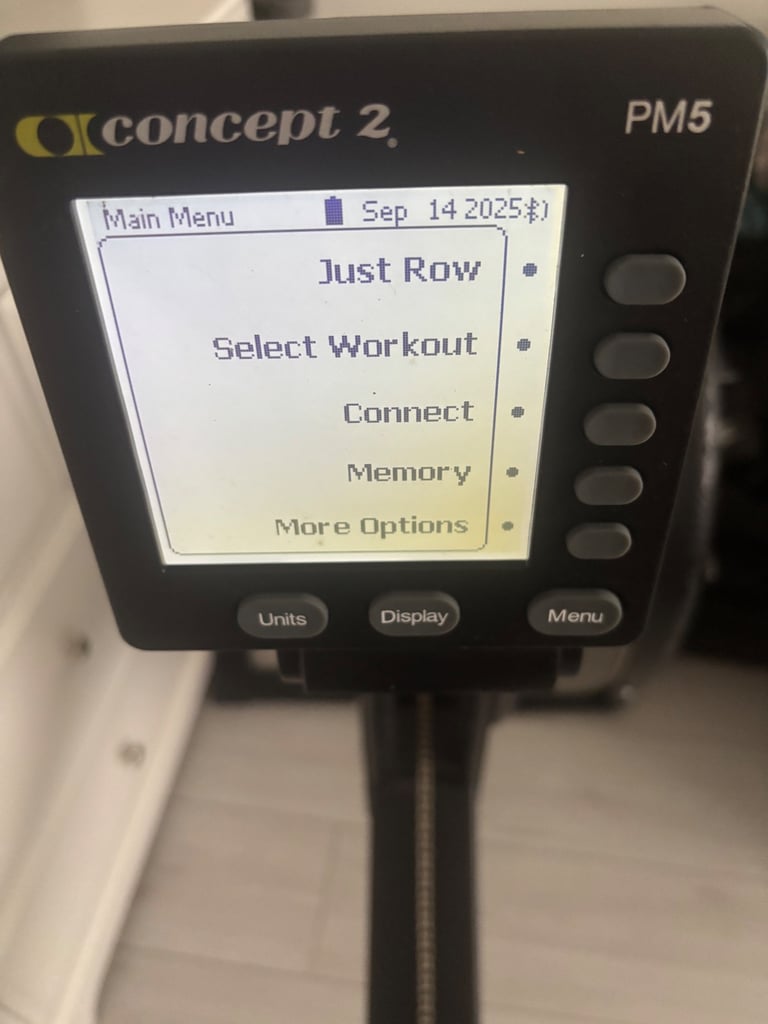 concept 2.
PM5
Main Menu Sep 14 2025
Just Row
Select Workout
Connect
Memory
More Options
Units Display Menu